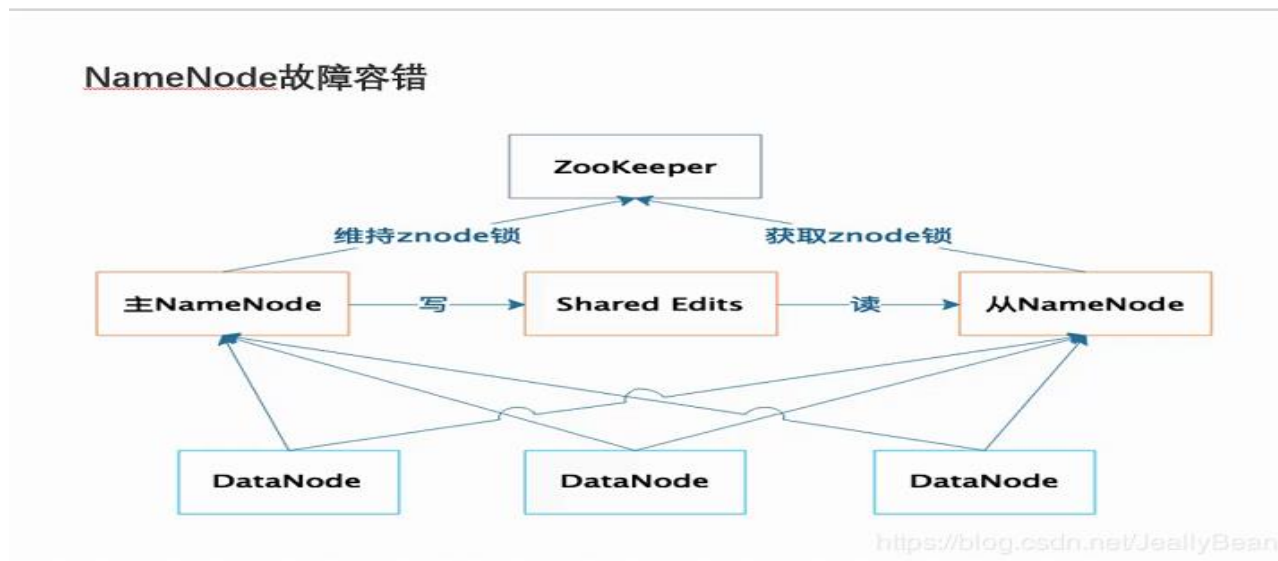 NameNode故障容错
ZooKeeper
维持znode锁
获取znode锁
主NameNode
写
Shared Edits
读
从NameNode
DataNode
DataNode
DataNode
https://blog.csdn.net/JeallyBean